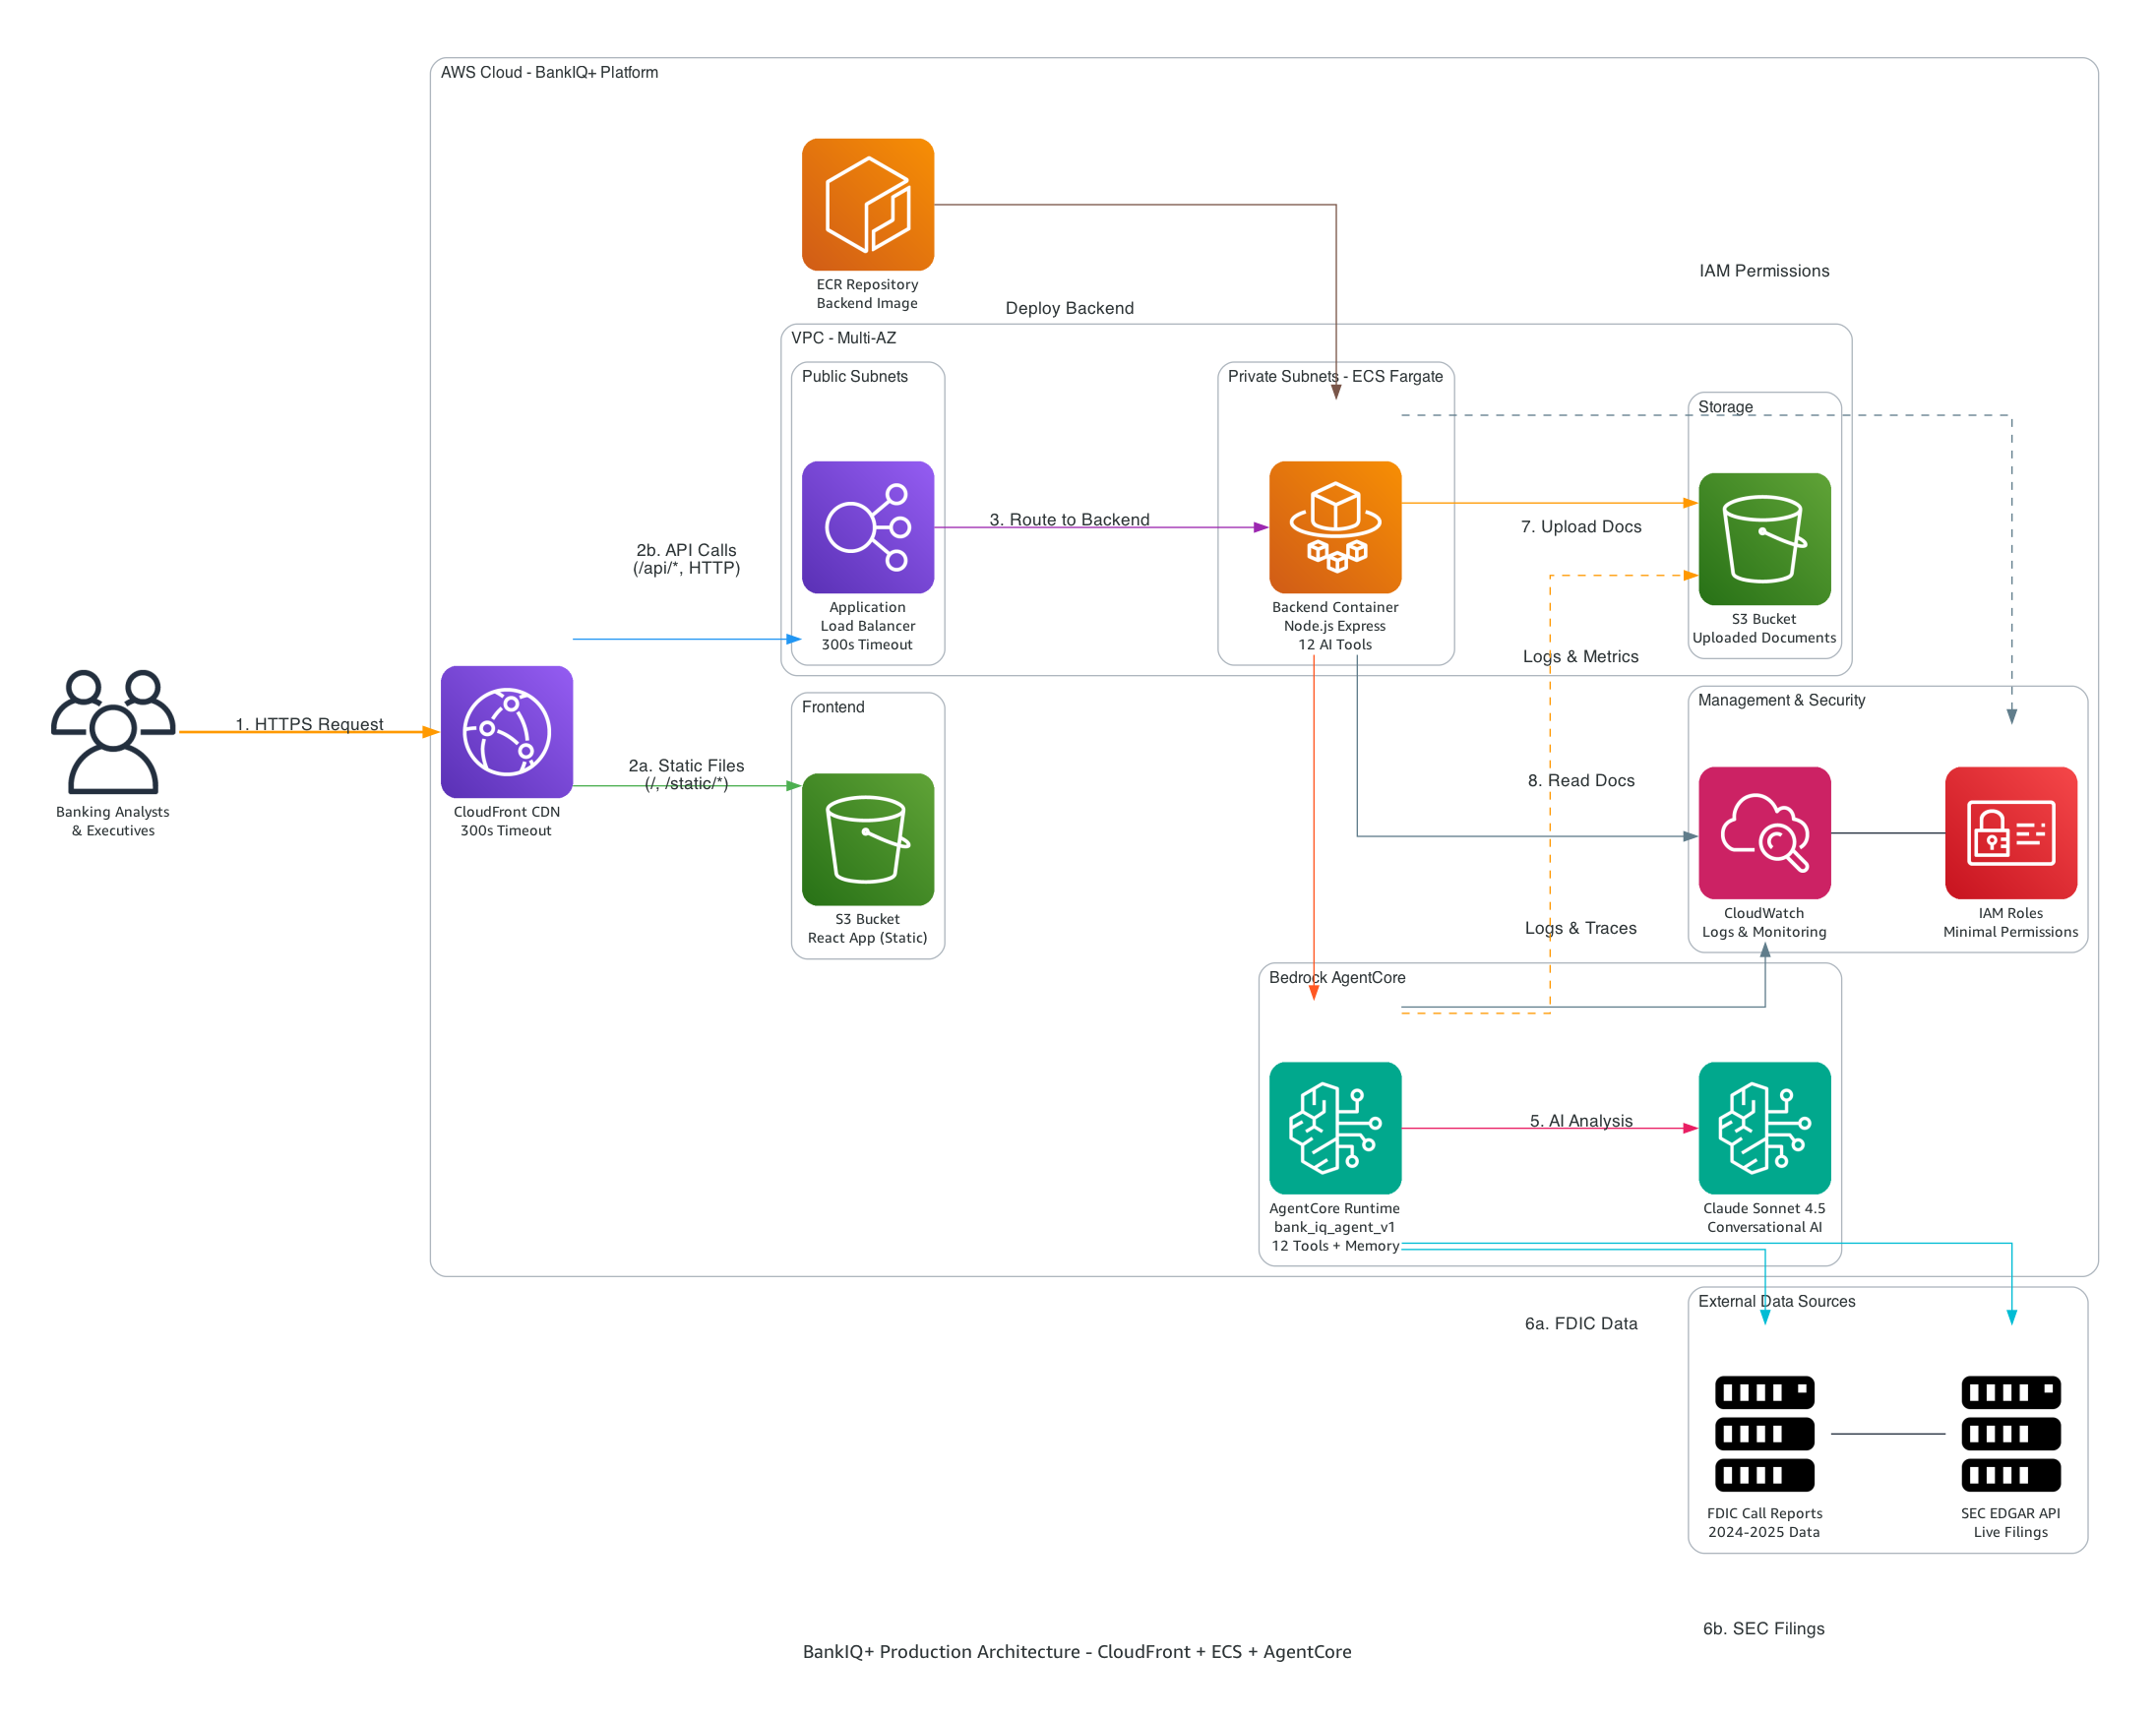 AWS Cloud - BankIQ+ Platform
ECR Repository
Backend Image
IAM Permissions
Deploy Backend
VPC - Multi-AZ
Public Subnets
Private Subnets - ECS Fargate
Storage
3. Route to Backend
7. Upload Docs
2b. API Calls
(/api/*, HTTP)
Application
Load Balancer
300s Timeout
Backend Container
Node.js Express
12 AI Tools
S3 Bucket
Uploaded Documents
Logs & Metrics
Frontend
Management & Security
1. HTTPS Request
2a. Static Files
(/, /static/*)
8. Read Docs
Banking Analysts
& Executives
CloudFront CDN
300s Timeout
S3 Bucket
React App (Static)
CloudWatch
Logs & Monitoring
IAM Roles
Minimal Permissions
Logs & Traces
Bedrock AgentCore
5. AI Analysis
AgentCore Runtime
bank_iq_agent_v1
12 Tools + Memory
Claude Sonnet 4.5
Conversational AI
External Data Sources
6a. FDIC Data
FDIC Call Reports
2024-2025 Data
SEC EDGAR API
Live Filings
6b. SEC Filings
BankIQ+ Production Architecture - CloudFront + ECS + AgentCore